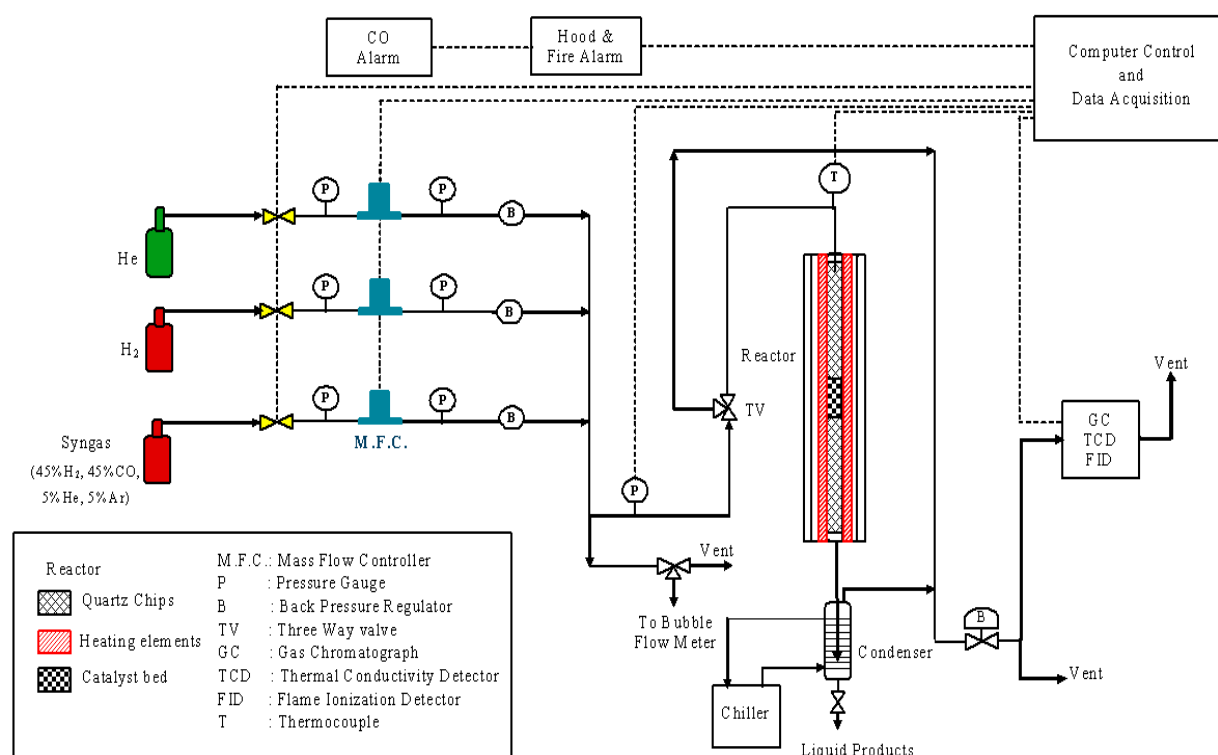 CO
Alarm
Hood &
Fire Alarm
Computer Control
and
Data Acquisition
P
P
B
T
He
P
P
B
H₂
Reactor
Vent
P
P
B
TV
M.F.C.
GC
TCD
FID
Syngas
(45%H₂, 45%CO,
5%He, 5%Ar)
P
Vent
To Bubble
Flow Meter
B
Condenser
Vent
Chiller
Liquid Products
Reactor
Quartz Chips
Heating elements
Catalyst bed
M.F.C.: Mass Flow Controller
P : Pressure Gauge
B : Back Pressure Regulator
TV : Three Way valve
GC : Gas Chromatograph
TCD : Thermal Conductivity Detector
FID : Flame Ionization Detector
T : Thermocouple